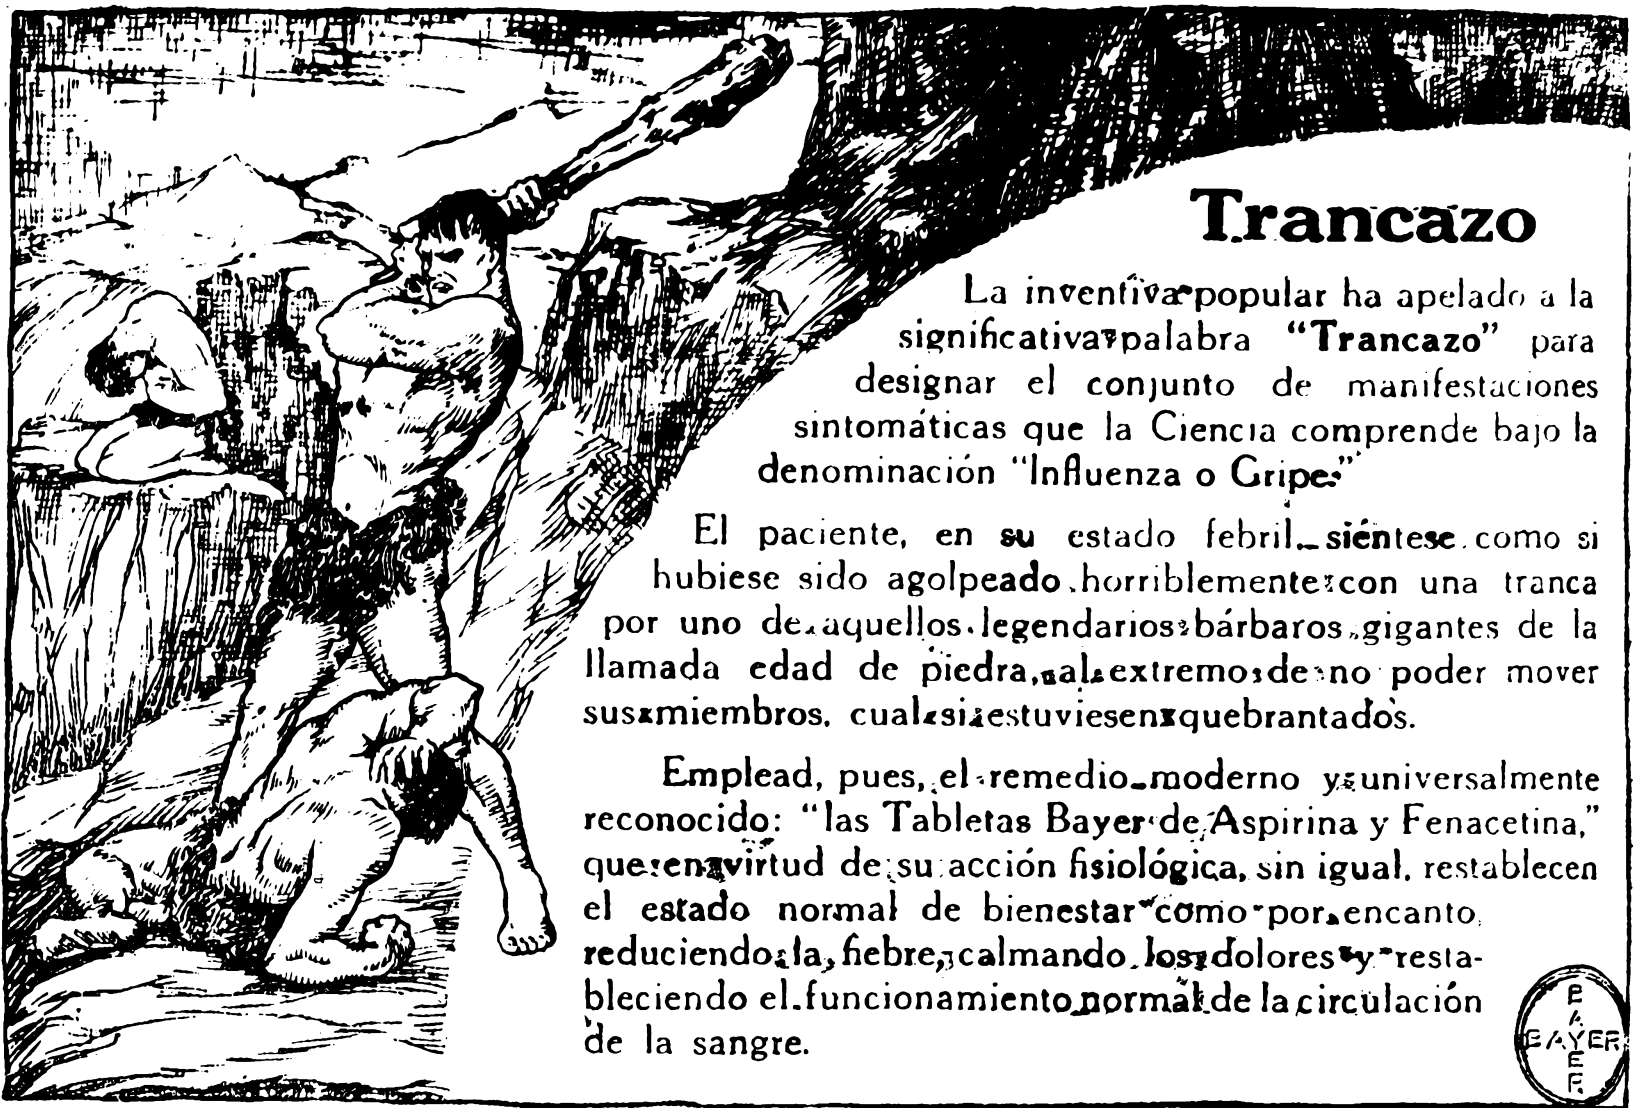 Trancazo
La inventiva popular ha apelado a la
significativa palabra “Trancazo” para
designar el conjunto de manifestaciones
sintomáticas que la Ciencia comprende bajo la
denominación “Influenza o Gripe.”
El paciente, en su estado febril siéntese como si
hubiese sido agolpeado horriblemente con una tranca
por uno de aquellos legendarios bárbaros gigantes de la
llamada edad de piedra, al extremo de no poder mover
sus miembros, cual si estuviesen quebrantados.
Emplead, pues, el remedio moderno y universalmente
reconocido: “las Tabletas Bayer de Aspirina y Fenacetina,”
que en virtud de su acción fisiológica, sin igual, restablecen
el estado normal de bienestar como por encanto,
reduciendo la fiebre, calmando los dolores y resta-
bleciendo el funcionamiento normal de la circulación
de la sangre.
BAYER
BAYER